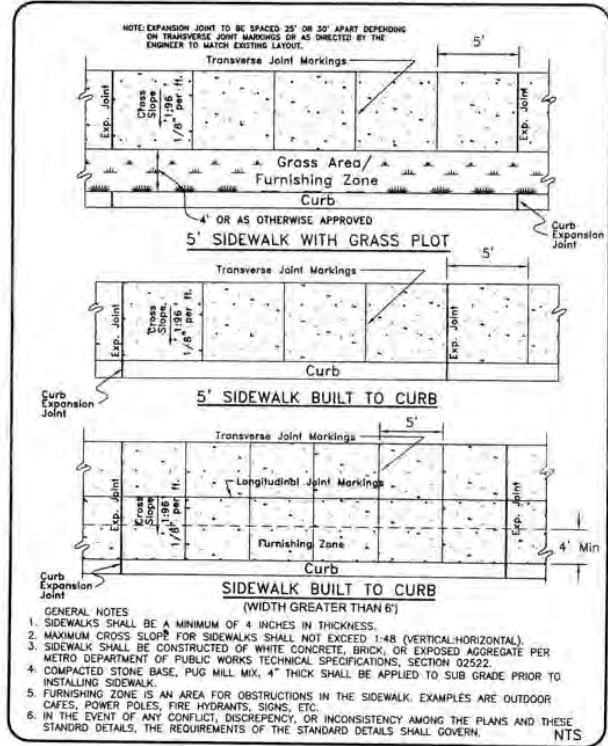 NOTE: EXPANSION JOINT TO BE SPACED 25' OR 30' APART DEPENDING
ON TRANSVERSE JOINT MARKINGS OR AS DIRECTED BY THE
ENGINEER TO MATCH EXISTING LAYOUT.
5'
Transverse Joint Markings
Exp. Joint
Cross
Slope
1:96
1/8" per ft.
Exp. Joint
Grass Area/
Furnishing Zone
Curb
4' OR AS OTHERWISE APPROVED
Curb
Expansion
Joint
5' SIDEWALK WITH GRASS PLOT
Transverse Joint Markings
5'
Exp. Joint
Cross
Slope
1:96
1/8" per ft.
Exp. Joint
Curb
Curb
Expansion
Joint
5' SIDEWALK BUILT TO CURB
Transverse Joint Markings
5'
Longitudinal Joint Markings
Exp. Joint
Cross
Slope
1:96
1/8" per ft.
Exp. Joint
Furnishing Zone
4' Min
Curb
Curb
Expansion
Joint
SIDEWALK BUILT TO CURB
(WIDTH GREATER THAN 6')
GENERAL NOTES
1. SIDEWALKS SHALL BE A MINIMUM OF 4 INCHES IN THICKNESS.
2. MAXIMUM CROSS SLOPE FOR SIDEWALKS SHALL NOT EXCEED 1:48 (VERTICAL:HORIZONTAL).
3. SIDEWALK SHALL BE CONSTRUCTED OF WHITE CONCRETE, BRICK, OR EXPOSED AGGREGATE PER
METRO DEPARTMENT OF PUBLIC WORKS TECHNICAL SPECIFICATIONS, SECTION 02522.
4. COMPACTED STONE BASE, PUG MILL MIX, 4" THICK SHALL BE APPLIED TO SUB GRADE PRIOR TO
INSTALLING SIDEWALK.
5. FURNISHING ZONE IS AN AREA FOR OBSTRUCTIONS IN THE SIDEWALK. EXAMPLES ARE OUTDOOR
CAFES, POWER POLES, FIRE HYDRANTS, SIGNS, ETC.
6. IN THE EVENT OF ANY CONFLICT, DISCREPENCY, OR INCONSISTENCY AMONG THE PLANS AND THESE
STANDRD DETAILS, THE REQUIREMENTS OF THE STANDARD DETAILS SHALL GOVERN.
NTS